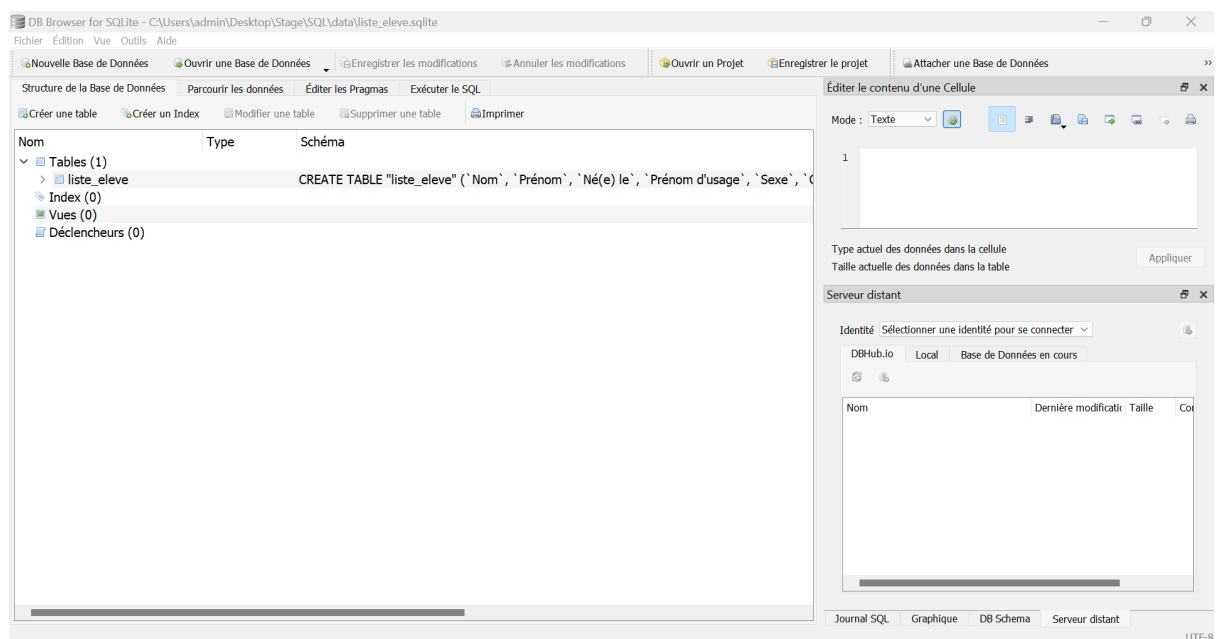 DB Browser for SQLite - C:\Users\admin\Desktop\Stage\SQL\data\liste_eleve.sqlite
Fichier Édition Vue Outils Aide
Nouvelle Base de Données Ouvrir une Base de Données Enregistrer les modifications Annuler les modifications Ouvrir un Projet Enregistrer le projet Attacher une Base de Données »
Structure de la Base de Données Parcourir les données Éditer les Pragmas Exécuter le SQL
Créer une table Créer un Index Modifier une table Supprimer une table Imprimer
Nom Type Schéma
Tables (1)
liste_eleve CREATE TABLE "liste_eleve" (`Nom`, `Prénom`, `Né(e) le`, `Prénom d'usage`, `Sexe`, `
Index (0)
Vues (0)
Déclencheurs (0)
Éditer le contenu d'une Cellule
Mode : Texte
1
Type actuel des données dans la cellule
Taille actuelle des données dans la table
Appliquer
Serveur distant
Identité Sélectionner une identité pour se connecter
DBHub.io Local Base de Données en cours
Nom Dernière modificatic Taille Coı
Journal SQL Graphique DB Schema Serveur distant
UTF-8